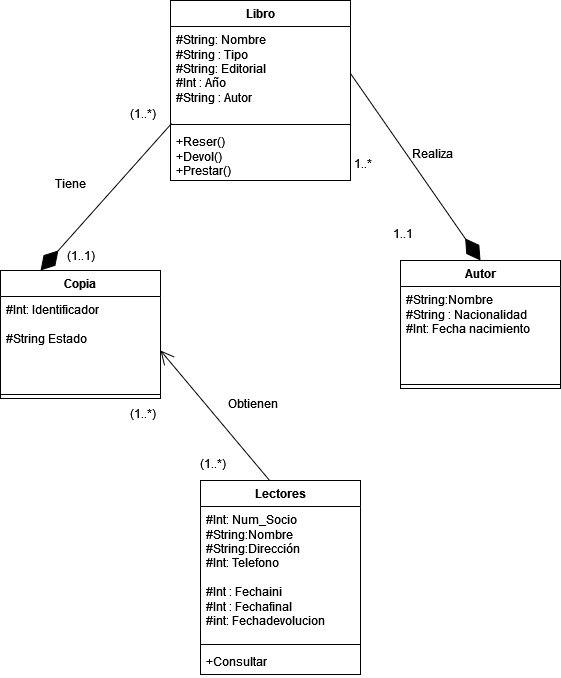 Libro
#String: Nombre
#String : Tipo
#String: Editorial
#Int : Año
#String : Autor
+Reser()
+Devol()
+Prestar()
(1..*)
1..*
Tiene
Realiza
(1..1)
1..1
Copia
#Int: Identificador
#String Estado
Autor
#String:Nombre
#String : Nacionalidad
#Int: Fecha nacimiento
(1..*)
Obtienen
(1..*)
Lectores
#Int: Num_Socio
#String:Nombre
#String:Dirección
#Int: Telefono
#Int : Fechaini
#Int : Fechafinal
#int: Fechadevolucion
+Consultar